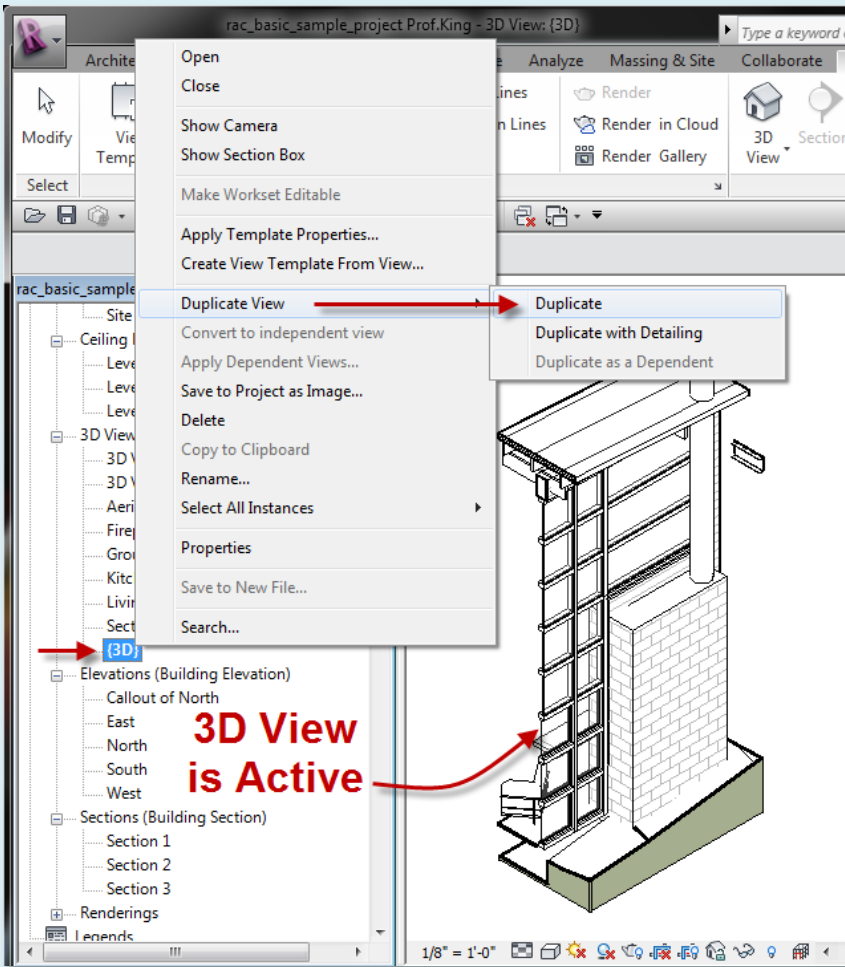 rac_basic_sample_project Prof.King - 3D View: {3D}
Type a keyword
Archite
Analyze
Massing & Site
Collaborate
Modify
Select
Lines
n Lines
Render
Render in Cloud
Render Gallery
3D
View
Section
Open
Close
Show Camera
Show Section Box
Make Workset Editable
Apply Template Properties...
Create View Template From View...
Duplicate View
Convert to independent view
Apply Dependent Views...
Save to Project as Image...
Delete
Copy to Clipboard
Rename...
Select All Instances
Properties
Save to New File...
Search...
Duplicate
Duplicate with Detailing
Duplicate as a Dependent
rac_basic_sample
Site
Ceiling
Leve
Leve
Leve
3D View
3D
3D
Aeri
Firep
Grou
Kitc
Livin
Sect
{3D}
Elevations (Building Elevation)
Callout of North
East
North
South
West
Sections (Building Section)
Section 1
Section 2
Section 3
Renderings
Legends
3D View
is Active
1/8" = 1'-0"